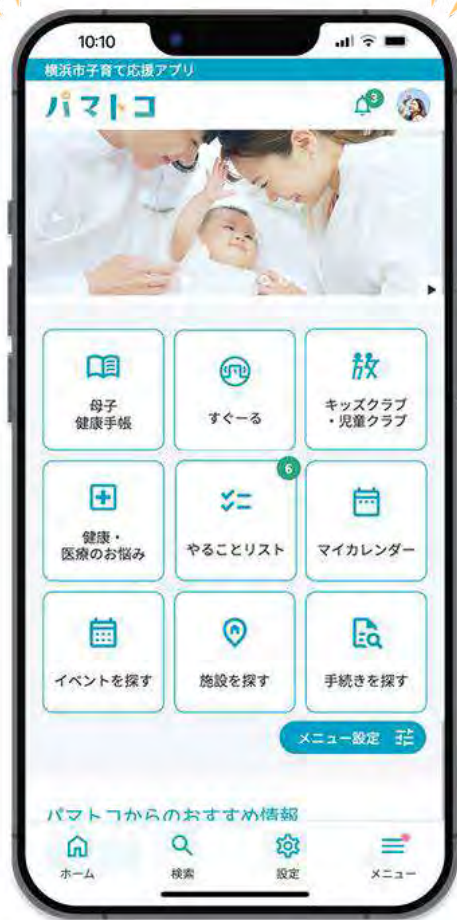 10:10
横浜市子育て応援アプリ
パマトコ
3
母子
健康手帳
すぐーる
放
キッズクラブ
・児童クラブ
健康・
医療のお悩み
6
やることリスト
マイカレンダー
イベントを探す
施設を探す
手続きを探す
メニュー設定
パマトコからのおすすめ情報
ホーム
検索
設定
メニュー